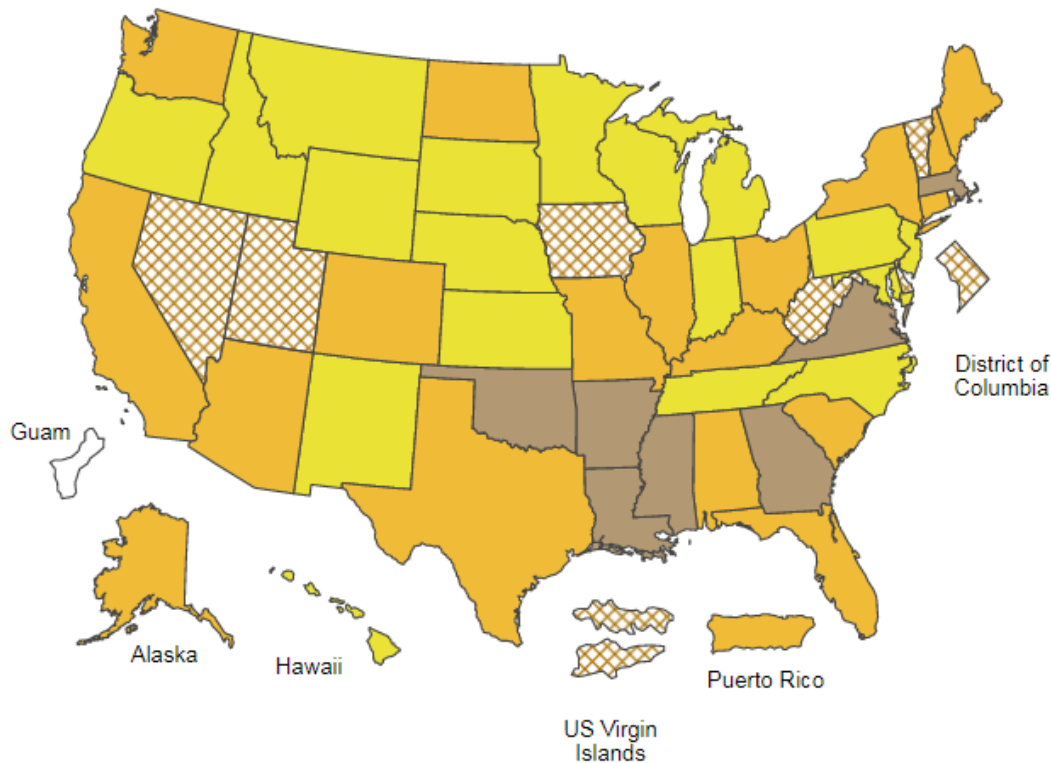 District of
Columbia
Guam
Alaska
Hawaii
Puerto Rico
US Virgin
Islands